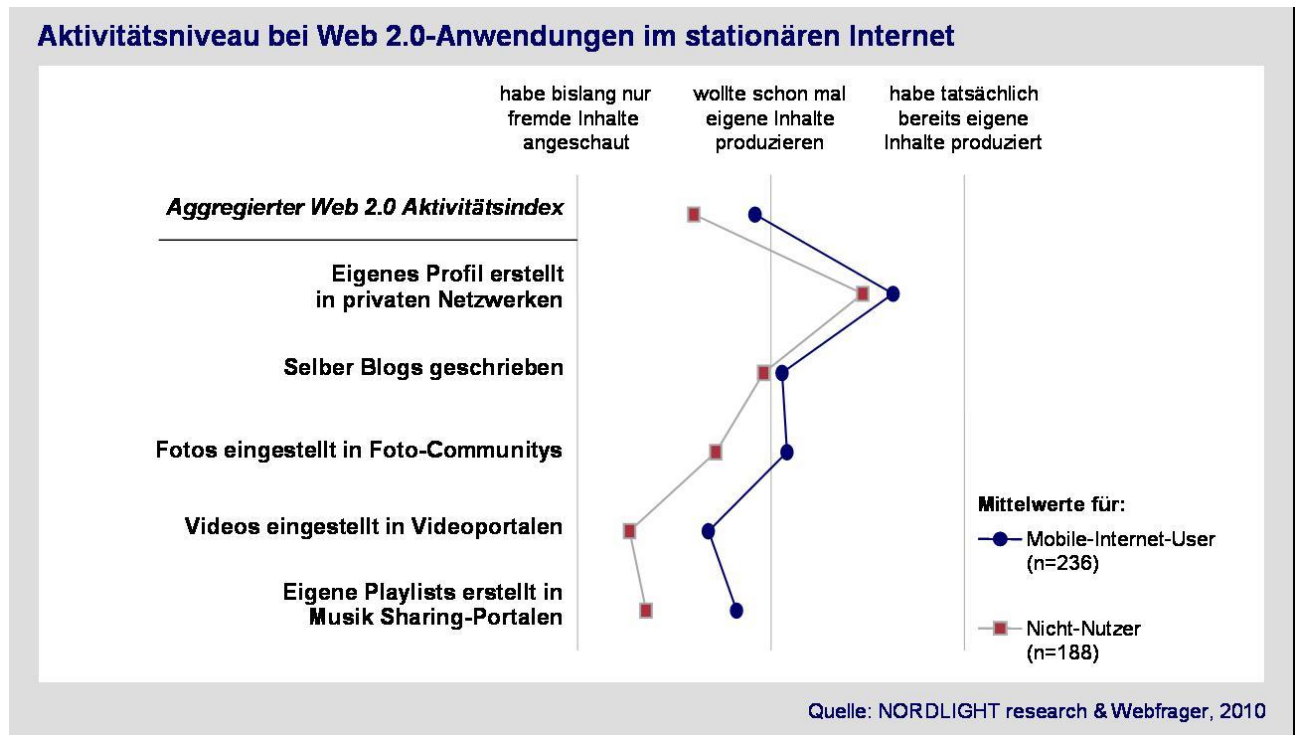 Aktivitätsniveau bei Web 2.0-Anwendungen im stationären Internet
habe bislang nur
fremde Inhalte
angeschaut
wollte schon mal
eigene Inhalte
produzieren
habe tatsächlich
bereits eigene
Inhalte produziert
Aggregierter Web 2.0 Aktivitätsindex
Eigenes Profil erstellt
in privaten Netzwerken
Selber Blogs geschrieben
Fotos eingestellt in Foto-Communitys
Videos eingestellt in Videoportalen
Eigene Playlists erstellt in
Musik Sharing-Portalen
Mittelwerte für:
Mobile-Internet-User
(n=236)
Nicht-Nutzer
(n=188)
Quelle: NORDLIGHT research & Webfrager, 2010